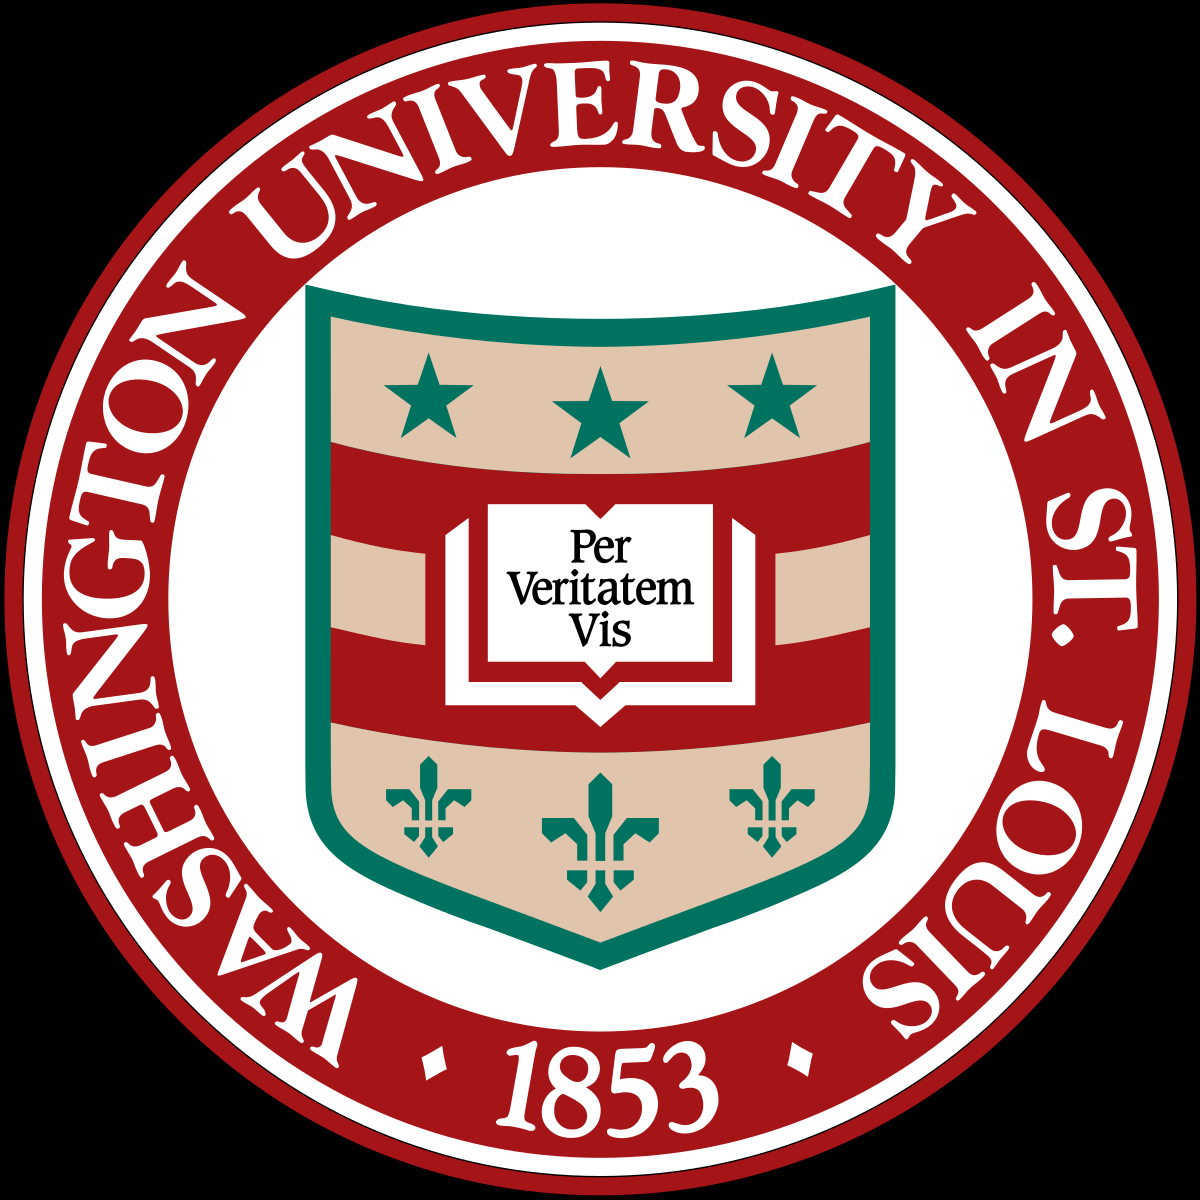 WASHINGTON UNIVERSITY IN ST. LOUIS
Per
Veritatem
Vis
1853